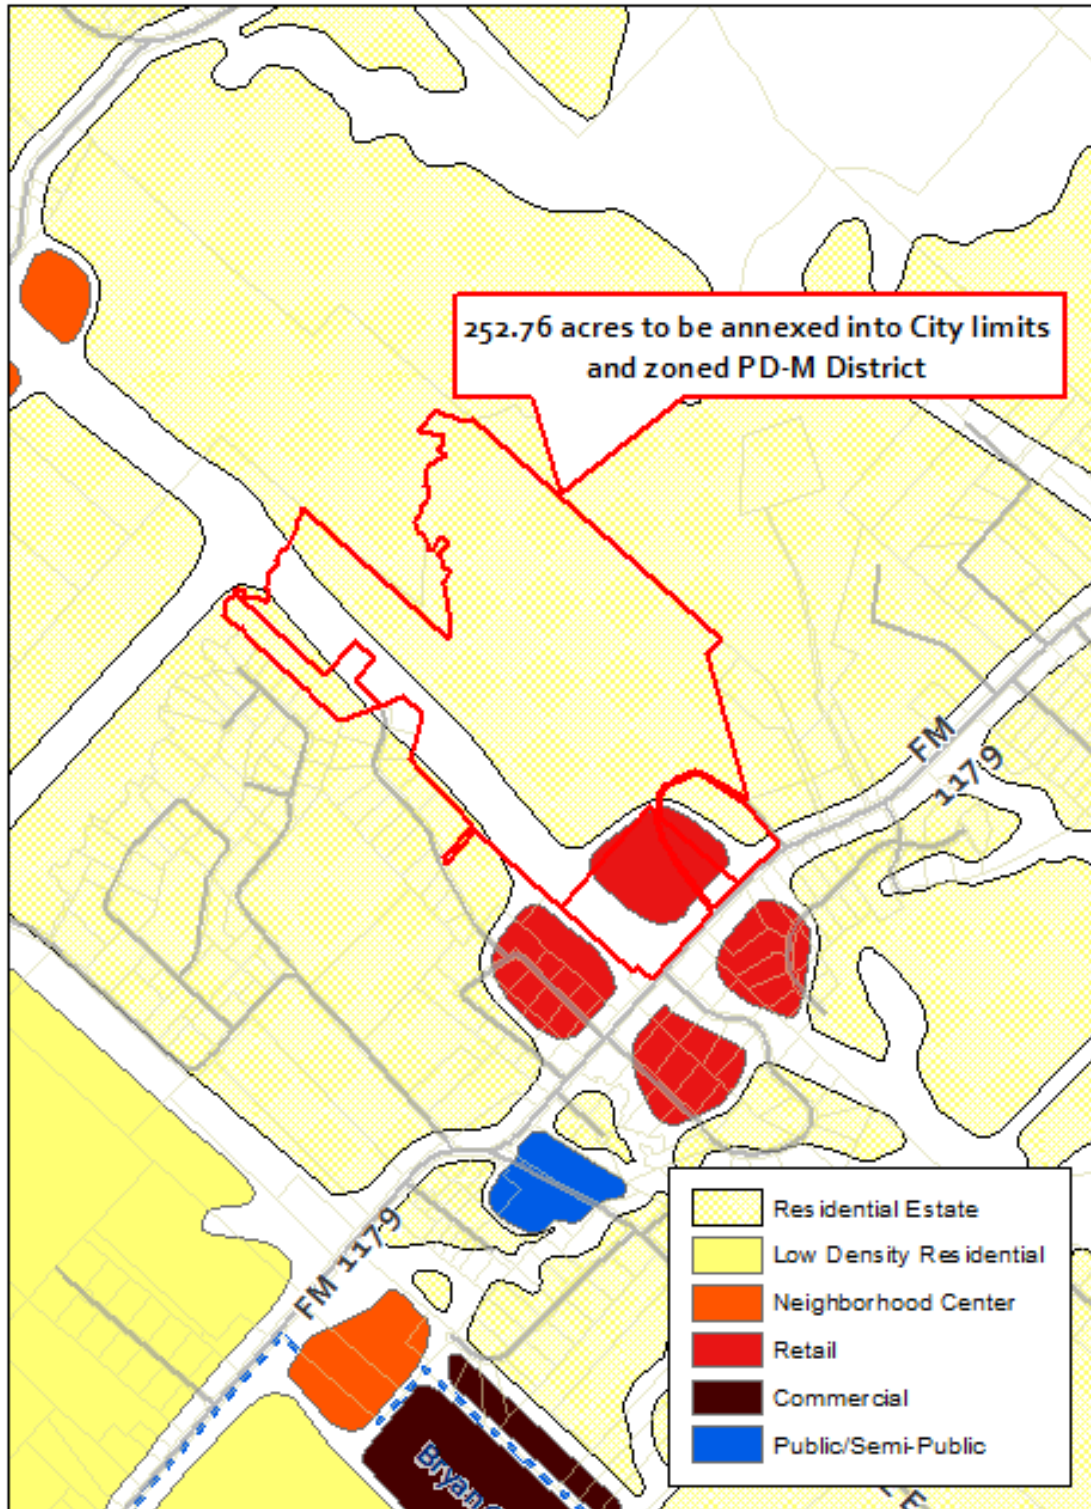 252.76 acres to be annexed into City limits
and zoned PD-M District
FM
1179
FM 1179
Residential Estate
Low Density Residential
Neighborhood Center
Retail
Commercial
Public/Semi-Public
Bryan